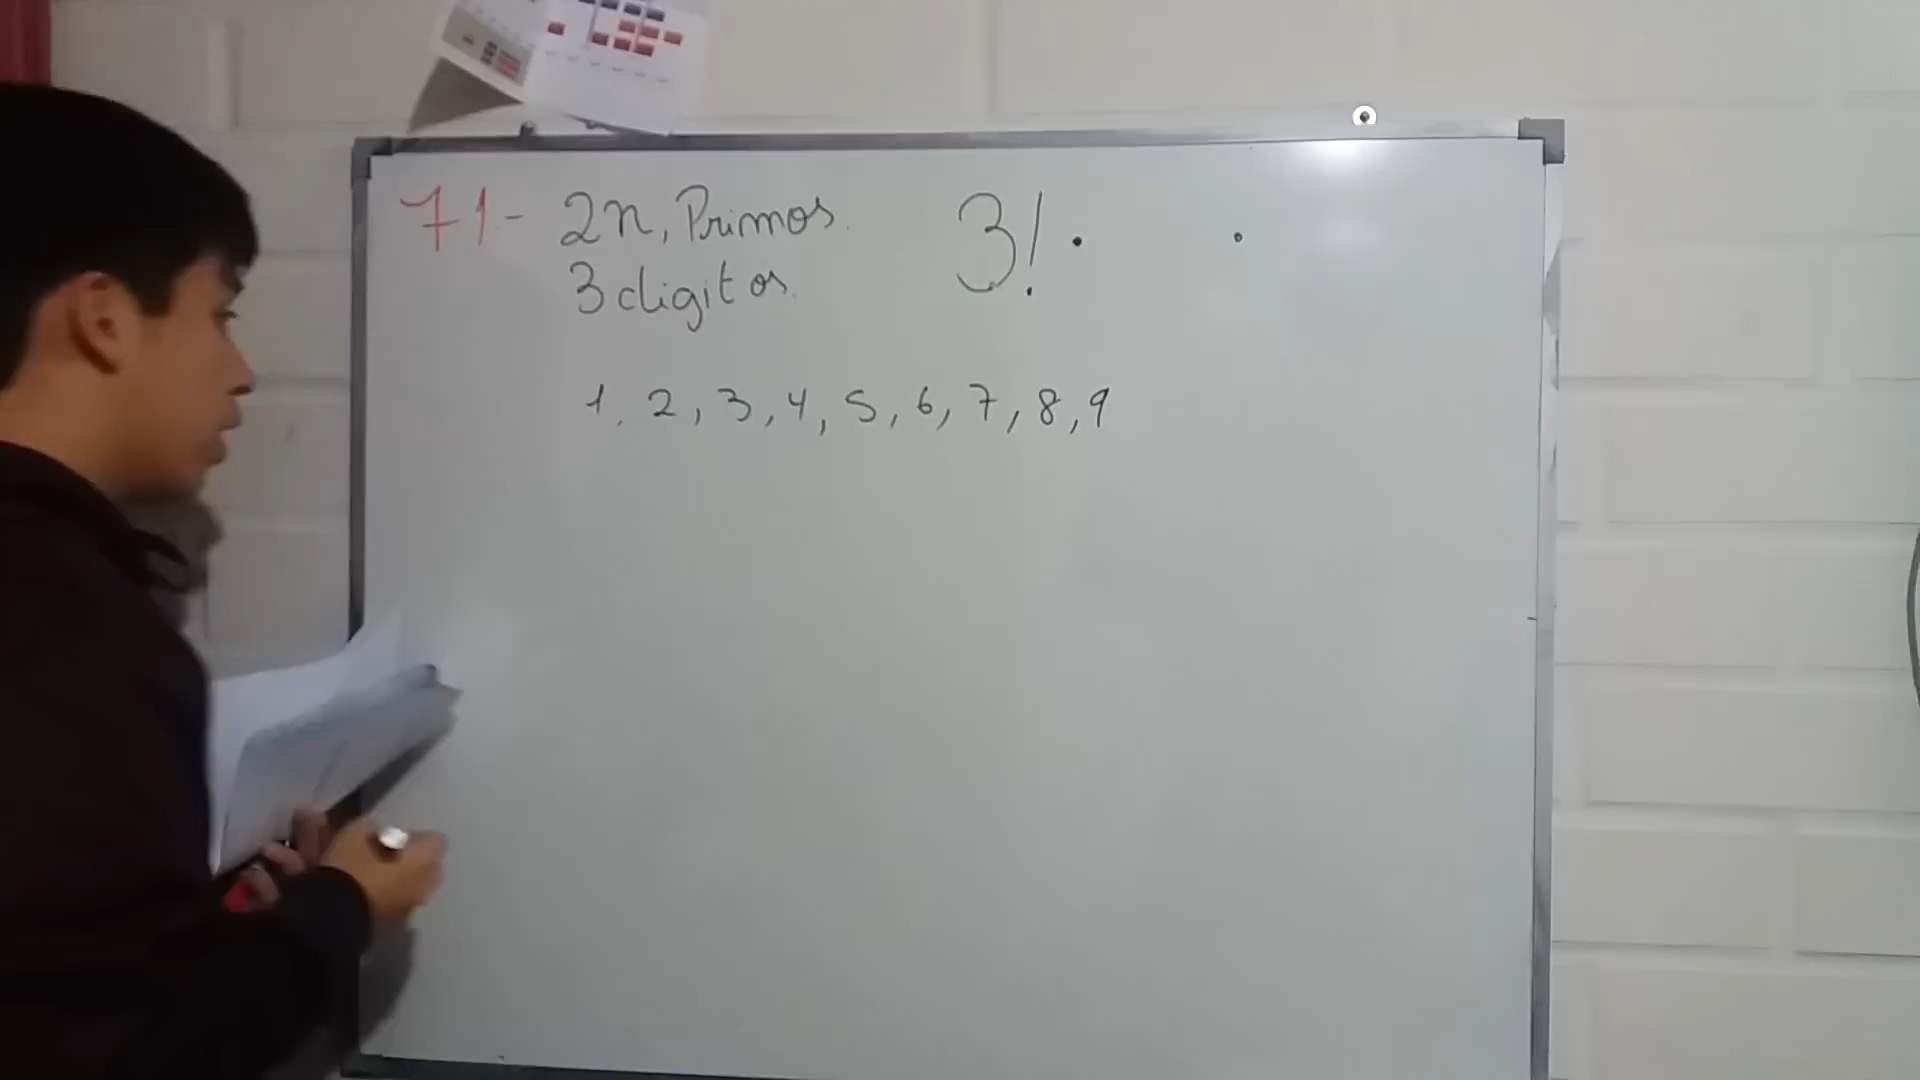 71- 2n, Primos. 3! · ·
3 digitos.
1, 2, 3, 4, 5, 6, 7, 8, 9